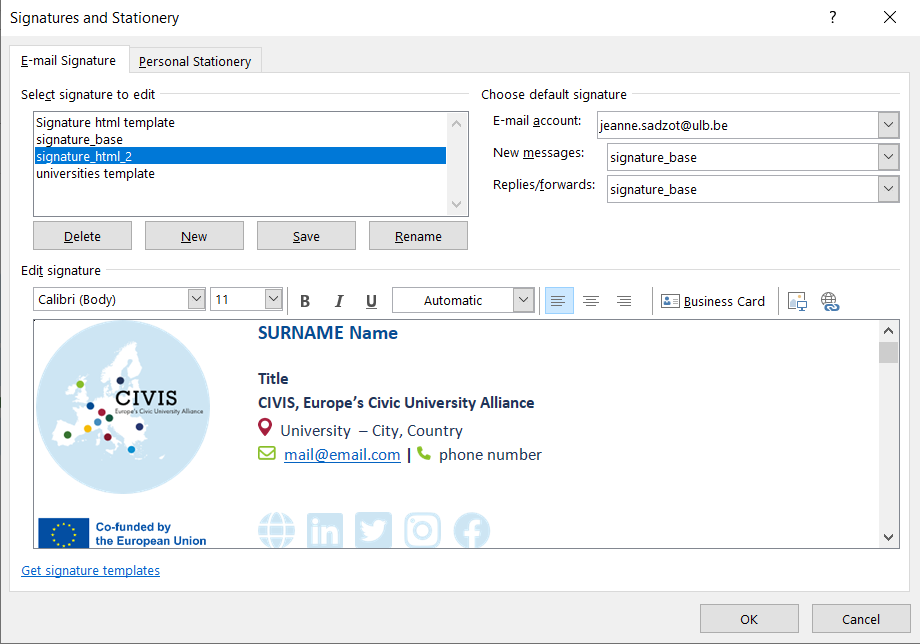 Signatures and Stationery
?
E-mail Signature
Personal Stationery
Select signature to edit
Signature html template
signature_base
signature_html_2
universities template
Delete
New
Save
Rename
Choose default signature
E-mail account:
jeanne.sadzot@ulb.be
New messages:
signature_base
Replies/forwards:
signature_base
Edit signature
Calibri (Body)
11
B
I
U
Automatic
Business Card
CIVIS
Europe's Civic University Alliance
SURNAME Name
Title
CIVIS, Europe's Civic University Alliance
University – City, Country
mail@email.com | phone number
Co-funded by
the European Union
in
f
Get signature templates
OK
Cancel